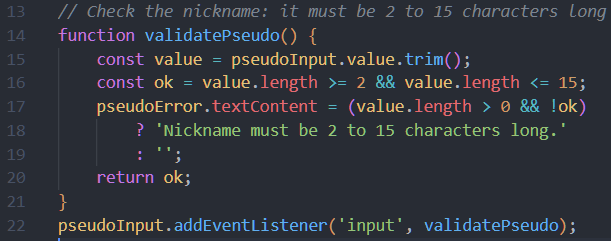 13 // Check the nickname: it must be 2 to 15 characters long
14 function validatePseudo() {
15     const value = pseudoInput.value.trim();
16     const ok = value.length >= 2 && value.length <= 15;
17     pseudoError.textContent = (value.length > 0 && !ok)
18         ? 'Nickname must be 2 to 15 characters long.'
19         : '';
20     return ok;
21 }
22 pseudoInput.addEventListener('input', validatePseudo);